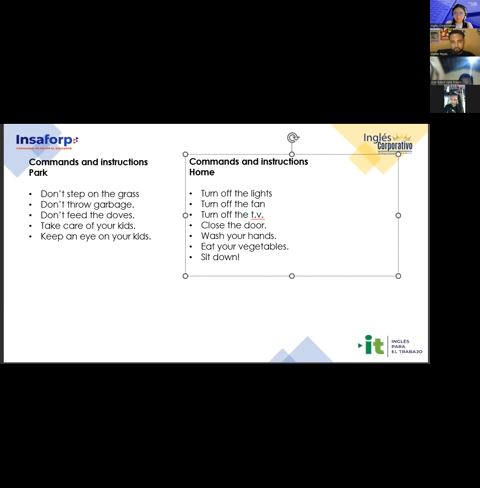 Insaforp
Inglés
Corporativo
Commands and instructions
Park
• Don't step on the grass
• Don't throw garbage.
• Don't feed the doves.
• Take care of your kids.
• Keep an eye on your kids.
Commands and instructions
Home
• Turn off the lights
• Turn off the fan
• Turn off the t.v.
• Close the door.
• Wash your hands.
• Eat your vegetables.
• Sit down!
it
INGLÉS
PARA
EL TRABAJO